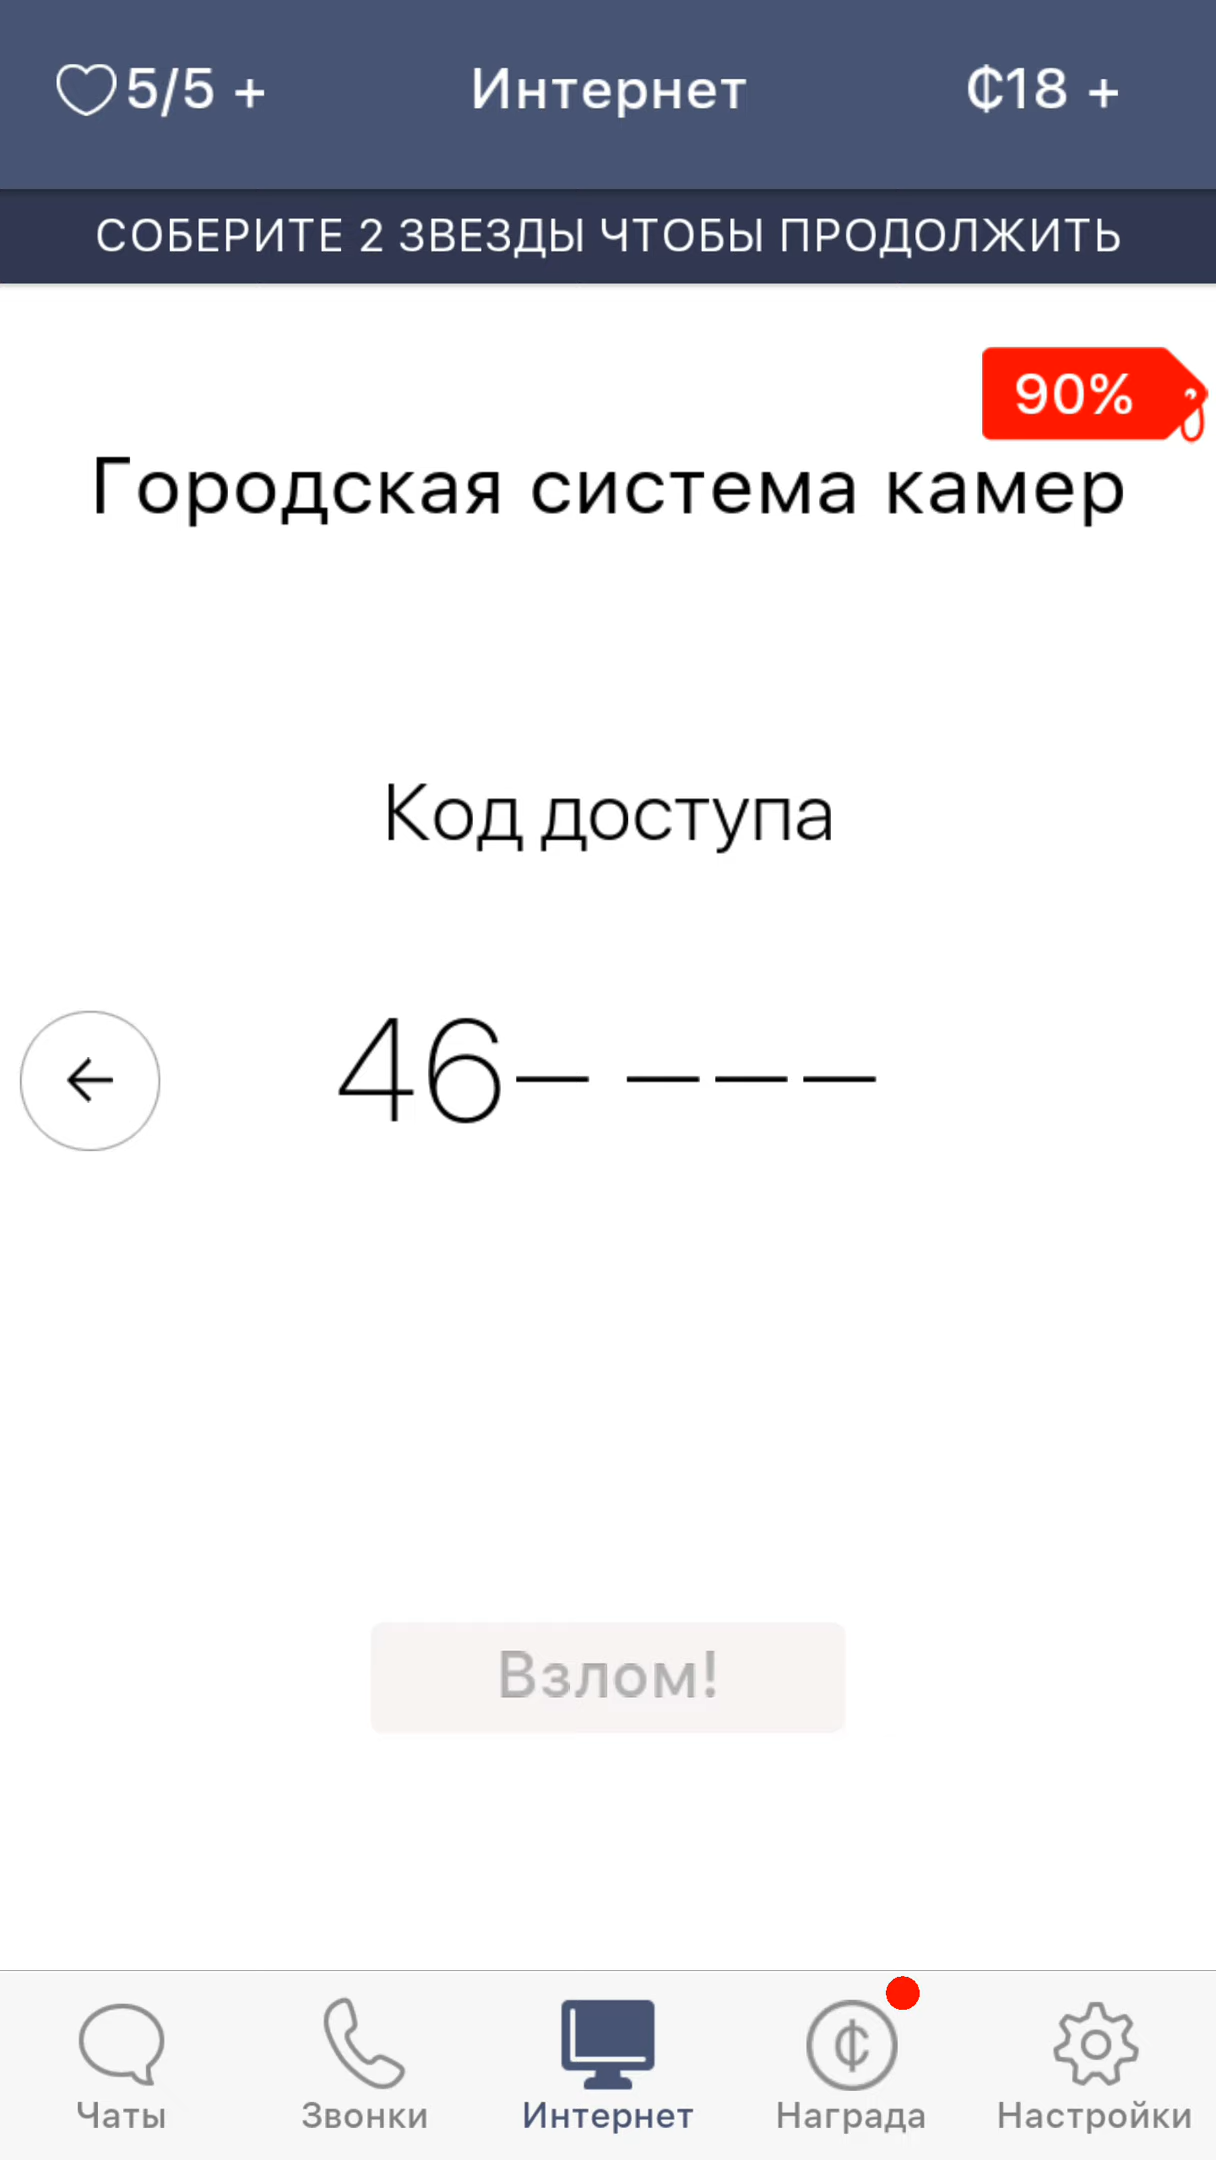 5/5 + Интернет ₵18 +
СОБЕРИТЕ 2 ЗВЕЗДЫ ЧТОБЫ ПРОДОЛЖИТЬ
90%
Городская система камер
Код доступа
46– –––
Взлом!
Чаты Звонки Интернет Награда Настройки